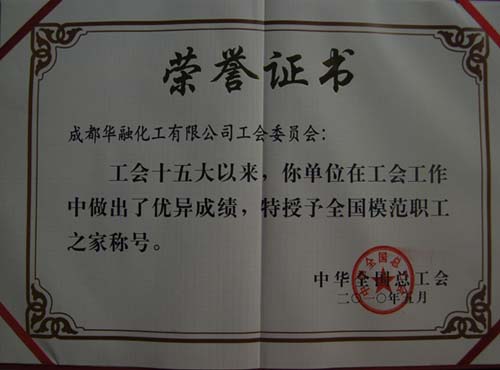 荣誉证书
成都华融化工有限公司工会委员会：
工会十五大以来，你单位在工会工作
中做出了优异成绩，特授予全国模范职工
之家称号。
中华全国总工会
二〇一〇年九月